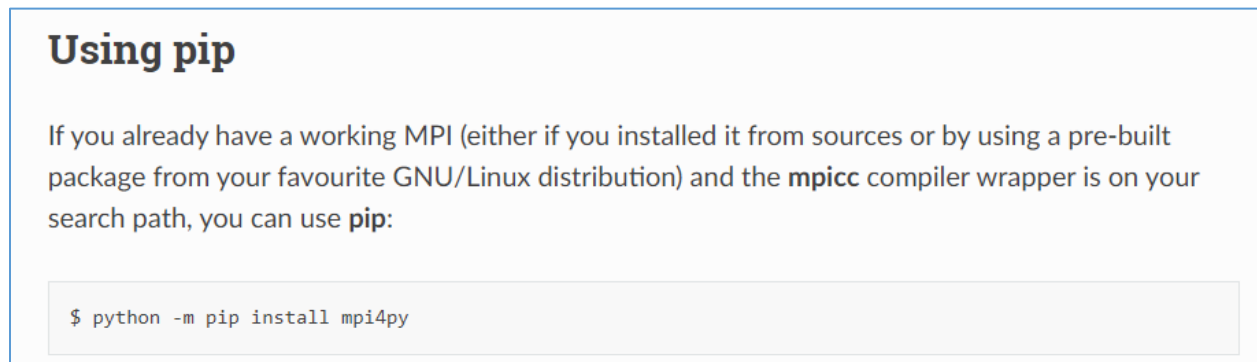 Using pip
If you already have a working MPI (either if you installed it from sources or by using a pre-built
package from your favourite GNU/Linux distribution) and the mpicc compiler wrapper is on your
search path, you can use pip:
$ python -m pip install mpi4py